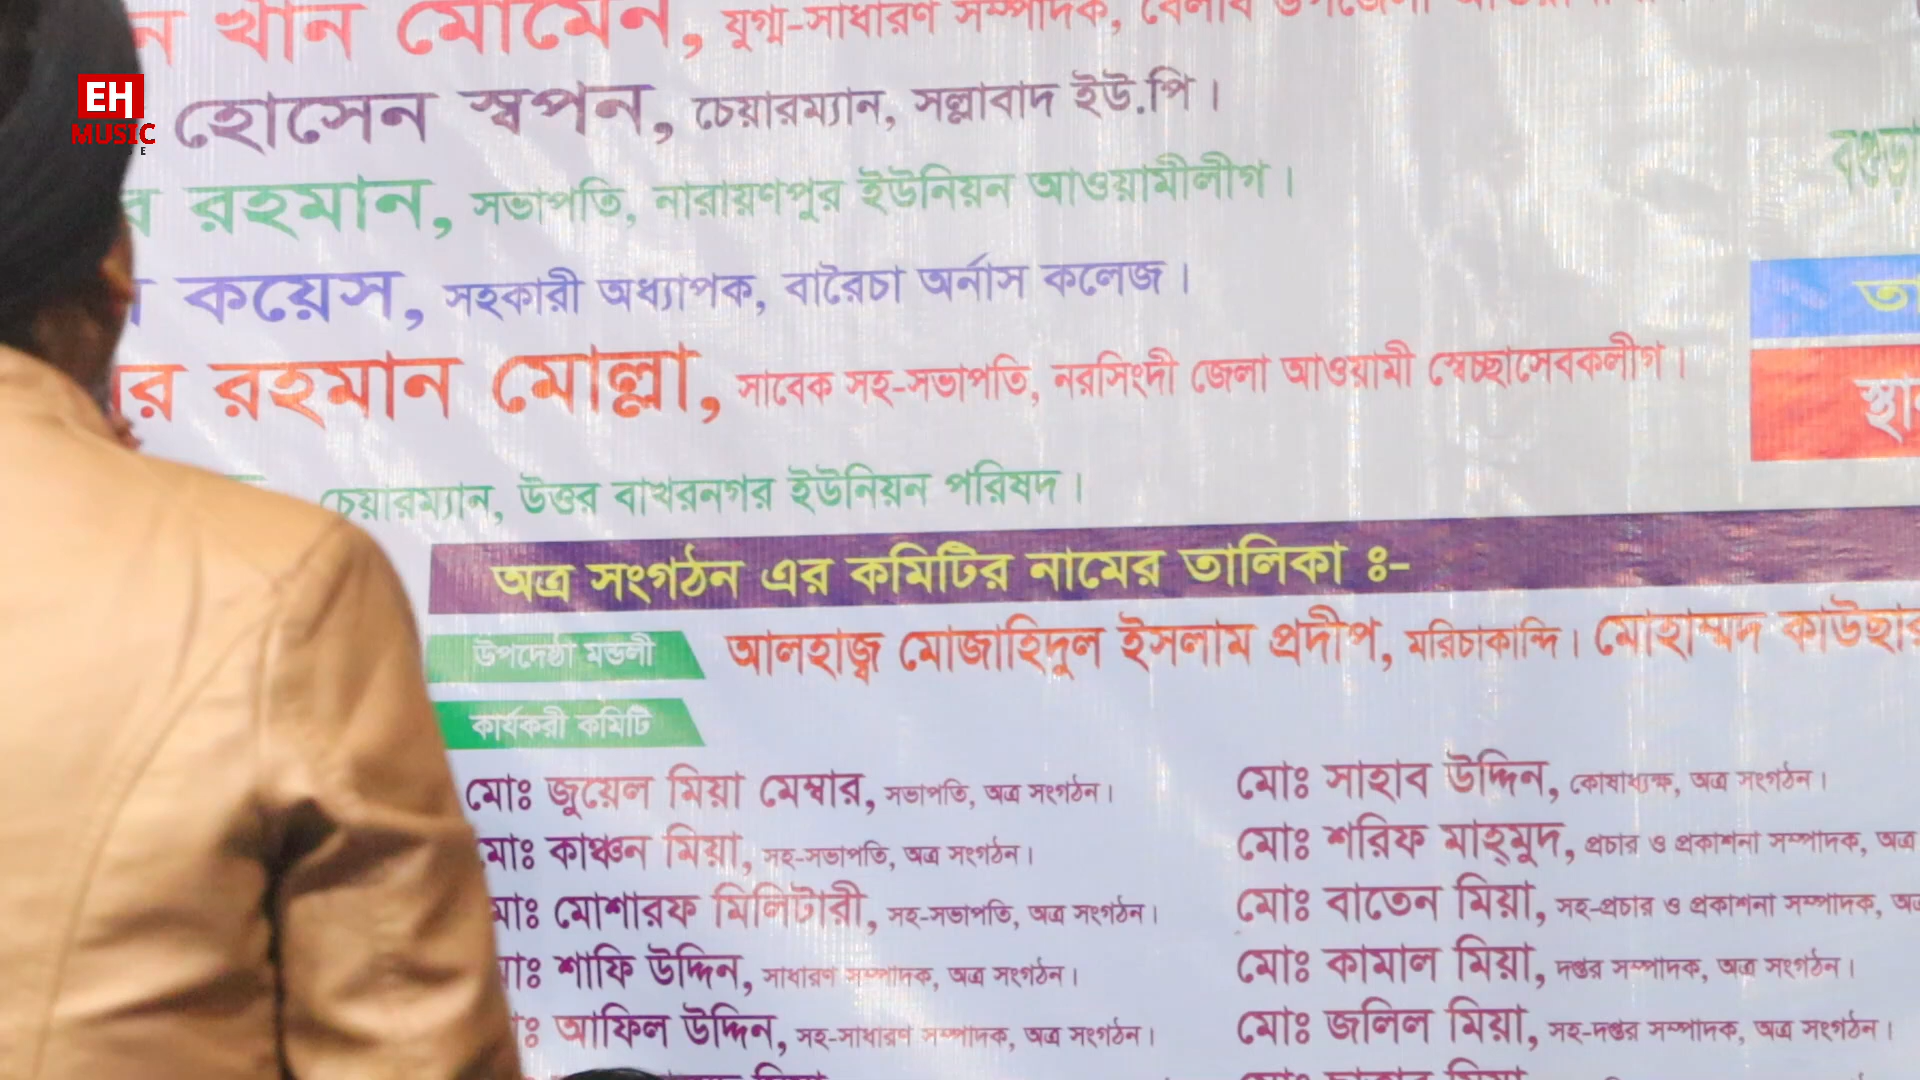 খান মোমেন, যুগ্ম-সাধারণ সম্পাদক, বেলাব উপজেলা
EH
MUSIC
হোসেন স্বপন, চেয়ারম্যান, সল্লাবাদ ইউ.পি।
রহমান, সভাপতি, নারায়ণপুর ইউনিয়ন আওয়ামীলীগ।
কয়েস, সহকারী অধ্যাপক, বারৈচা অর্নাস কলেজ।
রহমান মোল্লা, সাবেক সহ-সভাপতি, নরসিংদী জেলা আওয়ামী স্বেচ্ছাসেবকলীগ।
চেয়ারম্যান, উত্তর বাখরনগর ইউনিয়ন পরিষদ।
অত্র সংগঠন এর কমিটির নামের তালিকা ঃ-
উপদেষ্ঠা মন্ডলী আলহাজ্ব মোজাহিদুল ইসলাম প্রদীপ, মরিচাকান্দি। মোহাম্মদ কাউছার
কার্যকরী কমিটি
মোঃ জুয়েল মিয়া মেম্বার, সভাপতি, অত্র সংগঠন।
মোঃ কাঞ্চন মিয়া, সহ-সভাপতি, অত্র সংগঠন।
মোঃ মোশারফ মিলিটারী, সহ-সভাপতি, অত্র সংগঠন।
মোঃ শাফি উদ্দিন, সাধারণ সম্পাদক, অত্র সংগঠন।
আফিল উদ্দিন, সহ-সাধারণ সম্পাদক, অত্র সংগঠন।
মোঃ সাহাব উদ্দিন, কোষাধ্যক্ষ, অত্র সংগঠন।
মোঃ শরিফ মাহ্মুদ, প্রচার ও প্রকাশনা সম্পাদক, অত্র
মোঃ বাতেন মিয়া, সহ-প্রচার ও প্রকাশনা সম্পাদক,
মোঃ কামাল মিয়া, দপ্তর সম্পাদক, অত্র সংগঠন।
মোঃ জলিল মিয়া, সহ-দপ্তর সম্পাদক, অত্র সংগঠন।